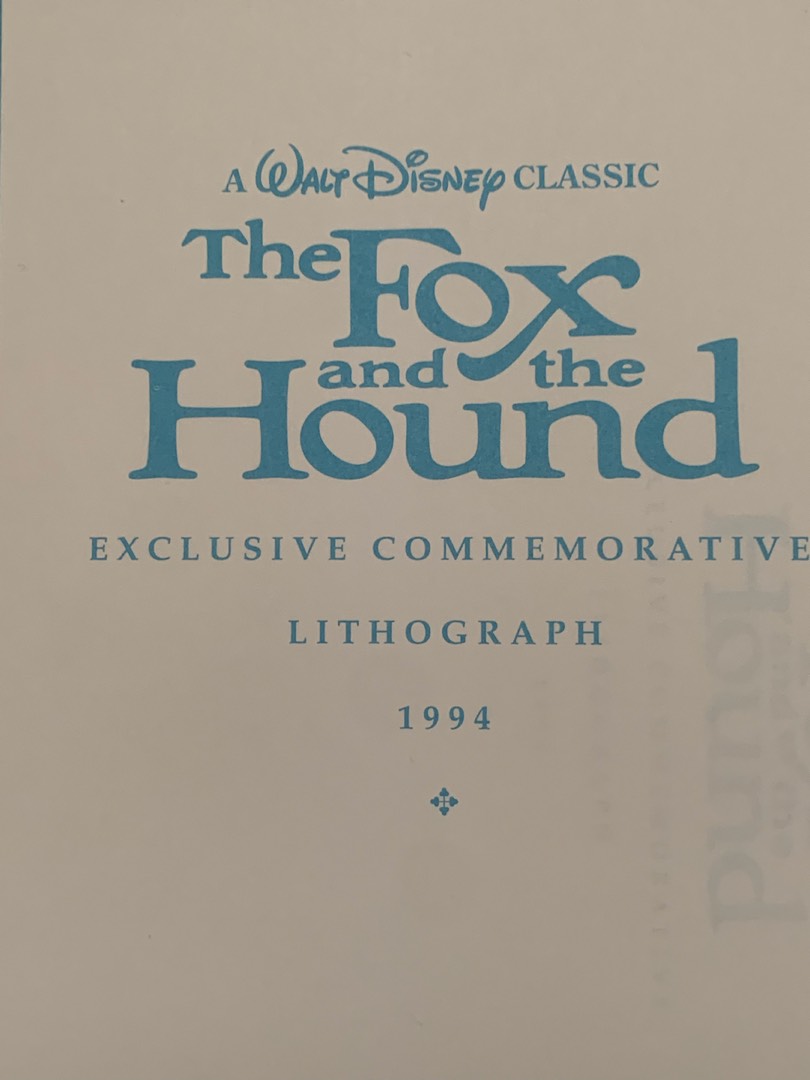 A WALT DISNEY CLASSIC
The Fox
and the
Hound
EXCLUSIVE COMMEMORATIVE
LITHOGRAPH
1994